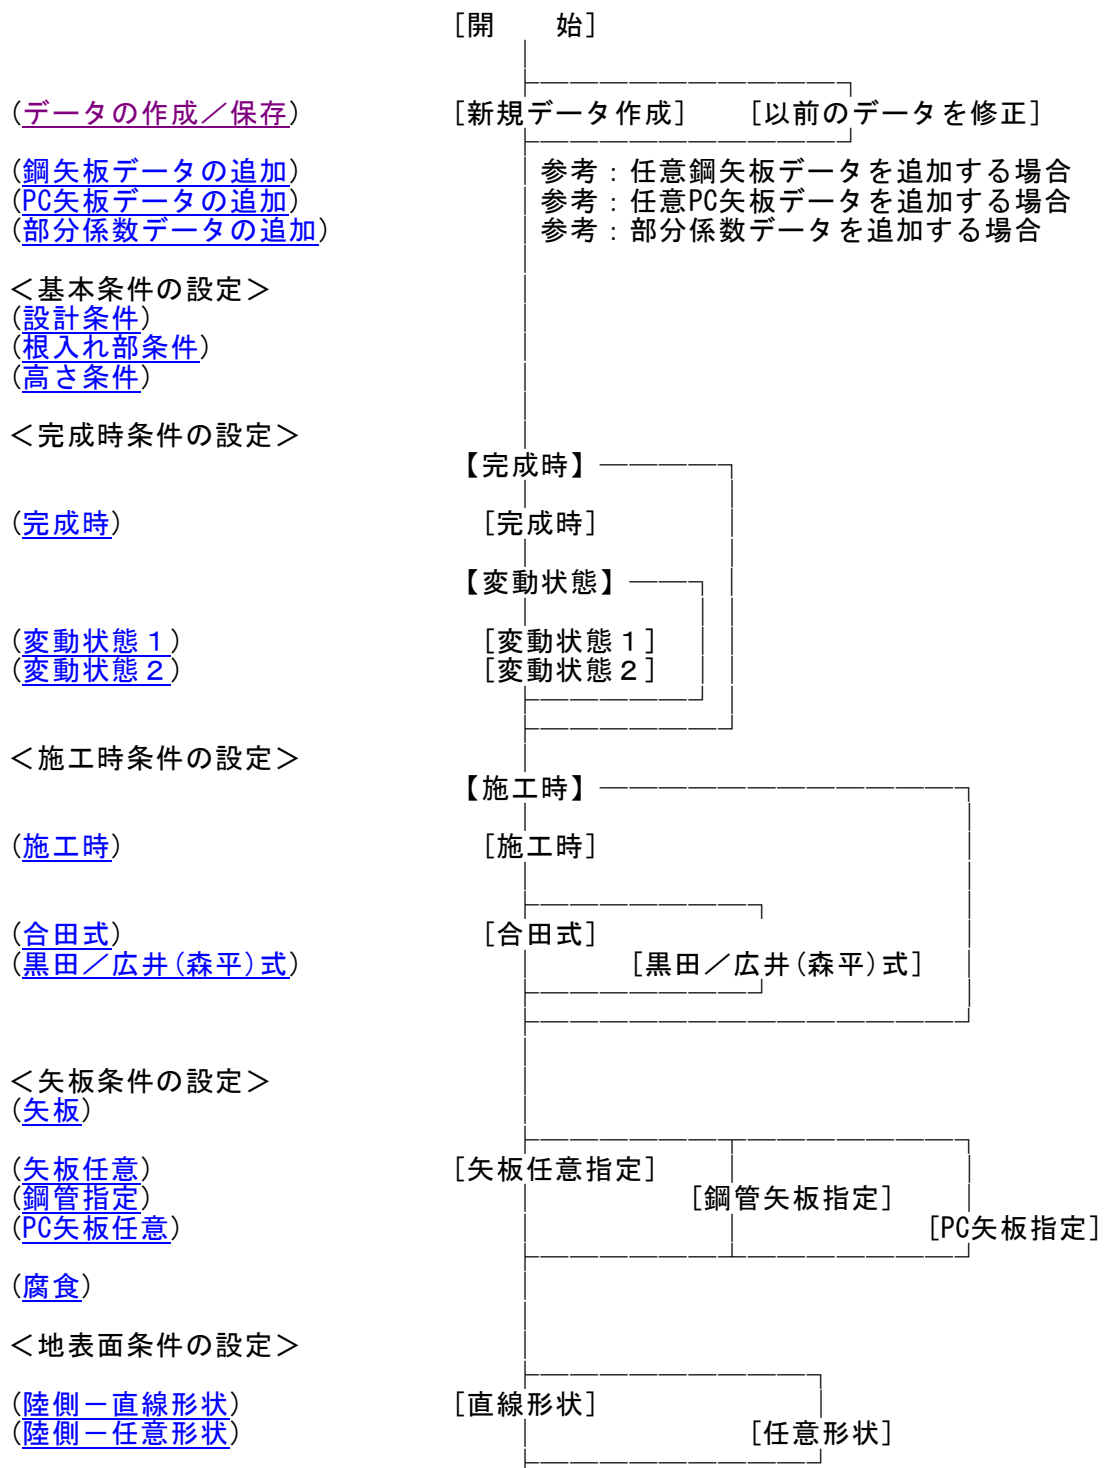 [開　　始]
(データの作成／保存)　[新規データ作成]　[以前のデータを修正]
(鋼矢板データの追加)　参考：任意鋼矢板データを追加する場合
(PC矢板データの追加)　参考：任意PC矢板データを追加する場合
(部分係数データの追加)　参考：部分係数データを追加する場合
＜基本条件の設定＞
(設計条件)
(根入れ部条件)
(高さ条件)
＜完成時条件の設定＞
【完成時】
(完成時)　[完成時]
【変動状態】
(変動状態１)　[変動状態１]
(変動状態２)　[変動状態２]
＜施工時条件の設定＞
【施工時】
(施工時)　[施工時]
(合田式)　[合田式]
(黒田／広井(森平)式)　[黒田／広井(森平)式]
＜矢板条件の設定＞
(矢板)
(矢板任意)　[矢板任意指定]
(鋼管指定)　[鋼管矢板指定]
(PC矢板任意)　[PC矢板指定]
(腐食)
＜地表面条件の設定＞
(陸側－直線形状)　[直線形状]
(陸側－任意形状)　[任意形状]